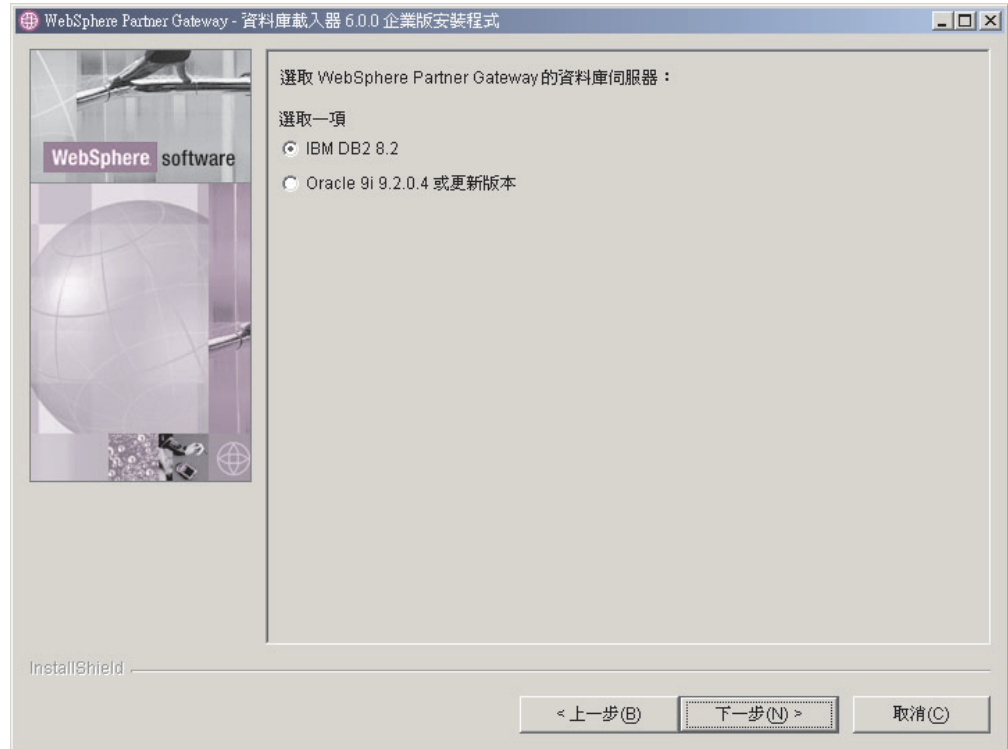 WebSphere Partner Gateway - 資料庫載入器 6.0.0 企業版安裝程式
WebSphere software
選取 WebSphere Partner Gateway 的資料庫伺服器：
選取一項
IBM DB2 8.2
Oracle 9i 9.2.0.4 或更新版本
InstallShield
< 上一步(B)
下一步(N) >
取消(C)